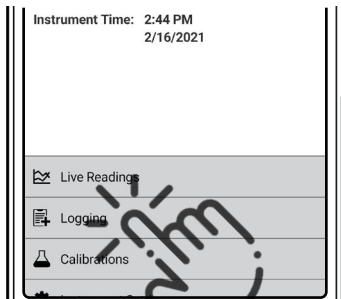 Instrument Time: 2:44 PM
2/16/2021
Live Readings
Logging
Calibrations